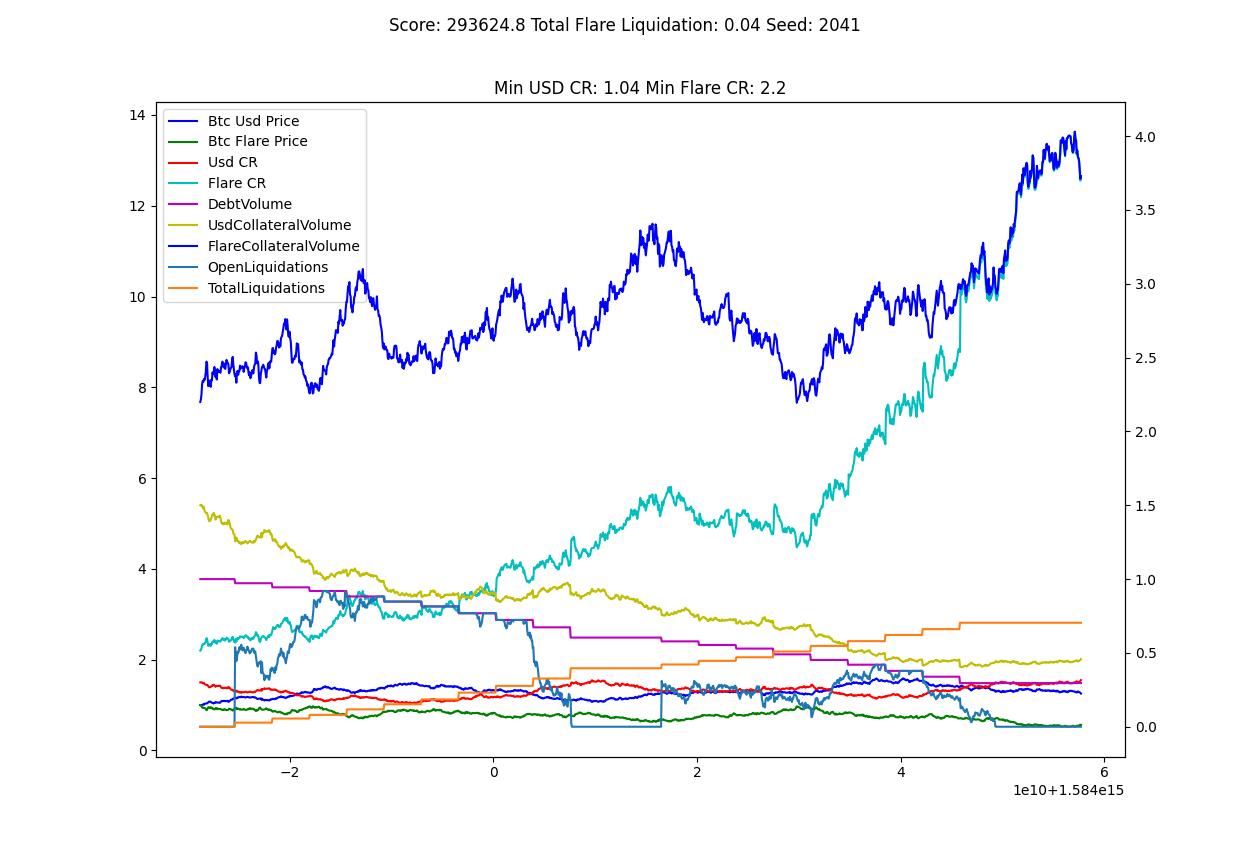 Score: 293624.8 Total Flare Liquidation: 0.04 Seed: 2041
Min USD CR: 1.04 Min Flare CR: 2.2
Btc Usd Price
Btc Flare Price
Usd CR
Flare CR
DebtVolume
UsdCollateralVolume
FlareCollateralVolume
OpenLiquidations
TotalLiquidations
14
12
10
8
6
4
2
0
4.0
3.5
3.0
2.5
2.0
1.5
1.0
0.5
0.0
−2
0
2
4
6
1e10+1.584e15